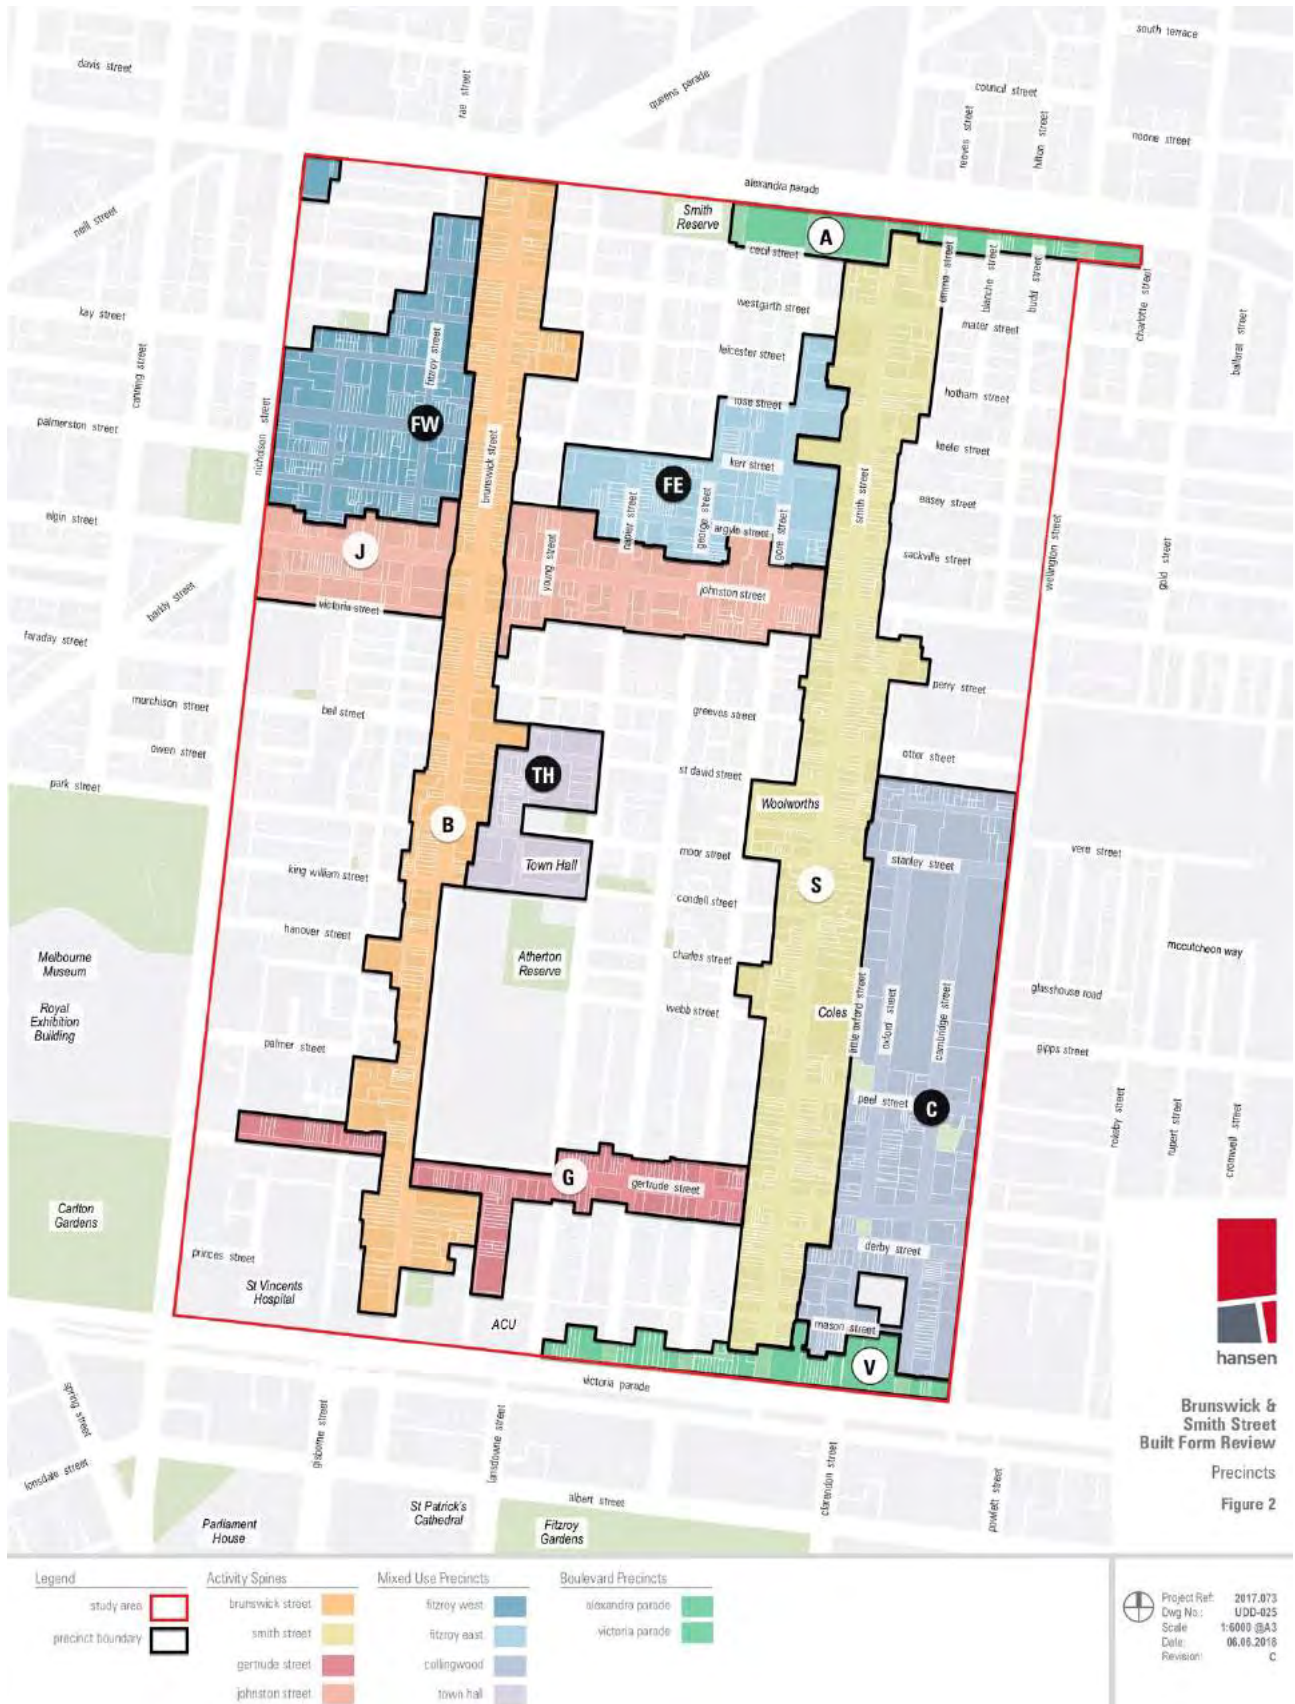 south terrace
davis street
rae street
queens parade
council street
reeves street
hilton street
noone street
alexandra parade
neill street
Smith
Reserve
A
cecil street
emma street
blanche street
budd street
charlotte street
westgarth street
kay street
mater street
ballarat street
canning street
fitzroy street
leicester street
hotham street
rose street
nicholson street
FW
palmerston street
brunswick street
keele street
kerr street
FE
smith street
easey street
elgin street
napier street
george street
argyle street
gore street
J
young street
sackville street
wellington street
gold street
johnston street
barkly street
victoria street
faraday street
perry street
murchison street
bell street
greeves street
owen street
otter street
park street
TH
st david street
Woolworths
B
moor street
vere street
Town Hall
stanley street
king william street
S
condell street
hanover street
mccutcheon way
Melbourne
Museum
Atherton
Reserve
charles street
glasshouse road
Royal
Exhibition
Building
webb street
Coles
little oxford street
oxford street
cambridge street
palmer street
gipps street
peel street
C
rokeby street
rupert street
cromwell street
G
gertrude street
Carlton
Gardens
princes street
derby street
St Vincents
Hospital
ACU
mason street
V
victoria parade
hansen
spring street
gisborne street
lansdowne street
clarendon street
powlett street
Brunswick &
Smith Street
Built Form Review
Precincts
Figure 2
lonsdale street
albert street
St Patrick's
Cathedral
Parliament
House
Fitzroy
Gardens
Legend
study area
precinct boundary
Activity Spines
brunswick street
smith street
gertrude street
johnston street
Mixed Use Precincts
fitzroy west
fitzroy east
collingwood
town hall
Boulevard Precincts
alexandra parade
victoria parade
Project Ref: 2017.073
Dwg No.: UDD-025
Scale 1:6000 @A3
Date: 06.06.2018
Revision: C